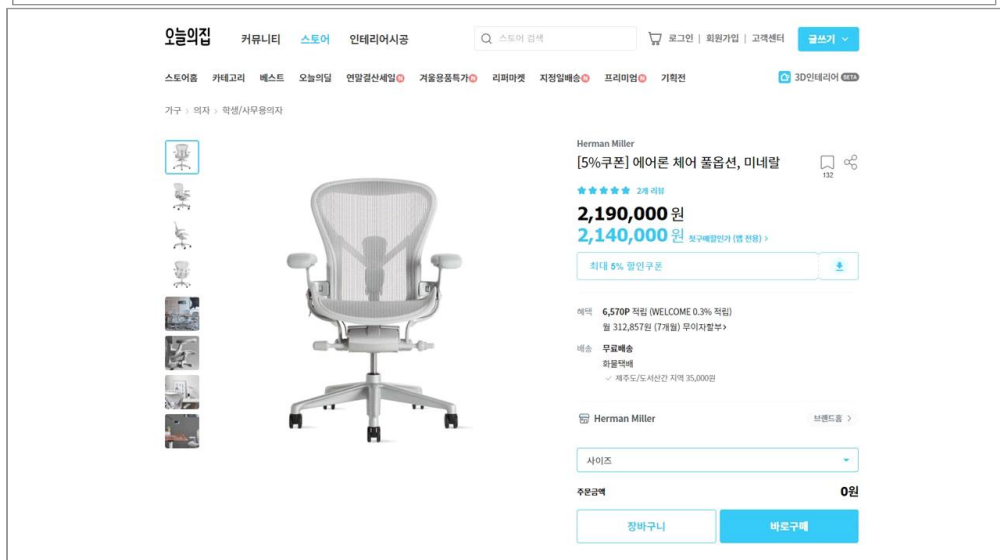 오늘의집 커뮤니티 스토어 인테리어시공 스토어 검색 로그인 | 회원가입 | 고객센터 글쓰기
스토어홈 카테고리 베스트 오늘의딜 연말결산세일 겨울용품특가 리퍼마켓 지정일배송 프리미엄 기획전 3D인테리어 BETA
가구 > 의자 > 학생/사무용의자
Herman Miller
[5%쿠폰] 에어론 체어 풀옵션, 미네랄
132
★★★★★ 2개 리뷰
2,190,000 원
2,140,000 원 첫구매할인가 (앱 전용) >
최대 5% 할인쿠폰
혜택 6,570P 적립 (WELCOME 0.3% 적립)
월 312,857원 (7개월) 무이자할부>
배송 무료배송
화물택배
✓ 제주도/도서산간 지역 35,000원
Herman Miller 브랜드홈 >
사이즈
주문금액 0원
장바구니 바로구매